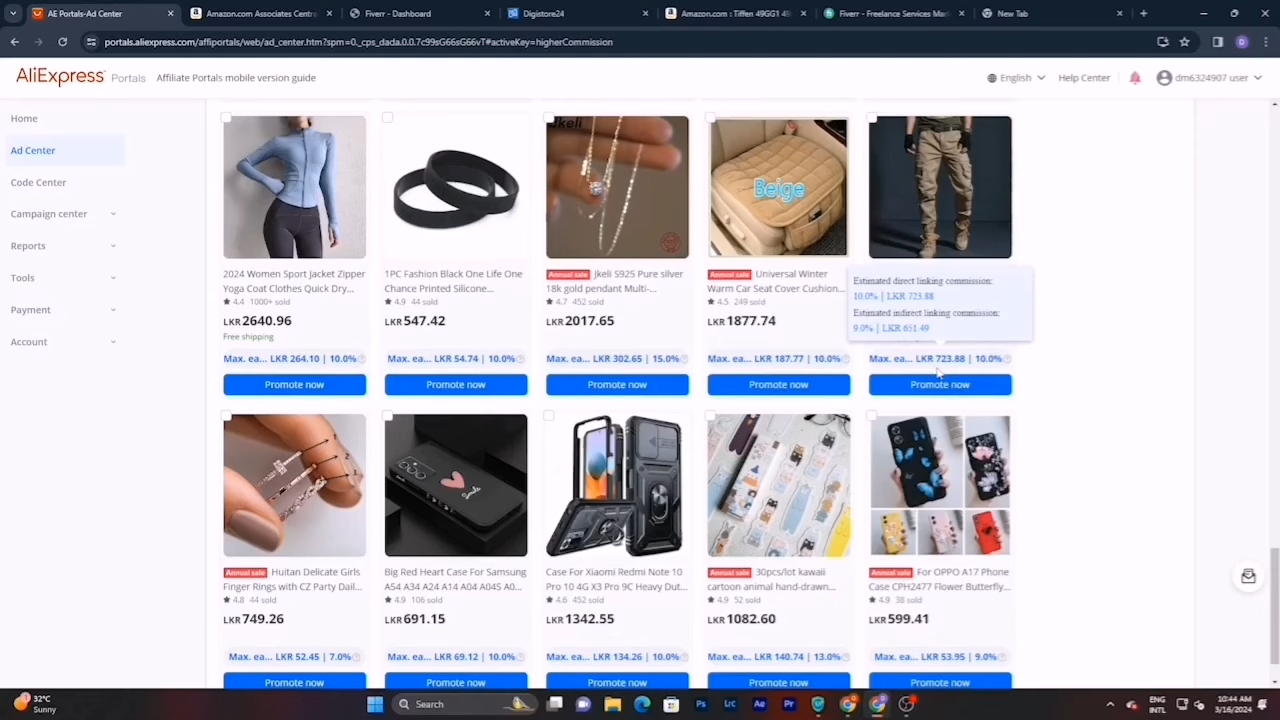 AE Portals-Ad Center
Amazon.com Associates Centr
Fiverr - Dashboard
Digistore24
Amazon.com : Tiffen 49GG1 4
Fiverr - Freelance Services Ma
New Tab
portals.aliexpress.com/affiportals/web/ad_center.htm?spm=0._cps_dada.0.0.7c99sG66sG66vT#activeKey=higherCommission
D
AliExpress Portals Affiliate Portals mobile version guide
English
Help Center
dm6324907 user
Home
Ad Center
Code Center
Campaign center
Reports
Tools
Payment
Account
Jkeli
Beige
2024 Women Sport Jacket Zipper
Yoga Coat Clothes Quick Dry...
4.4 1000+ sold
LKR 2640.96
Free shipping
Max. ea... LKR 264.10 | 10.0%
Promote now
1PC Fashion Black One Life One
Chance Printed Silicone...
4.9 44 sold
LKR 547.42
Max. ea... LKR 54.74 | 10.0%
Promote now
Annual sale Jkeli S925 Pure silver
18k gold pendant Multi-...
4.7 452 sold
LKR 2017.65
Max. ea... LKR 302.65 | 15.0%
Promote now
Annual sale Universal Winter
Warm Car Seat Cover Cushion...
4.5 249 sold
LKR 1877.74
Max. ea... LKR 187.77 | 10.0%
Promote now
Estimated direct linking commission:
10.0% | LKR 723.88
Estimated indirect linking commission:
9.0% | LKR 651.49
Max. ea... LKR 723.88 | 10.0%
Promote now
Annual sale Huitan Delicate Girls
Finger Rings with CZ Party Dail...
4.8 44 sold
LKR 749.26
Max. ea... LKR 52.45 | 7.0%
Promote now
Big Red Heart Case For Samsung
A54 A34 A24 A14 A04 A04S A0...
4.9 106 sold
LKR 691.15
Max. ea... LKR 69.12 | 10.0%
Promote now
Case For Xiaomi Redmi Note 10
Pro 10 4G X3 Pro 9C Heavy Dut...
4.6 452 sold
LKR 1342.55
Max. ea... LKR 134.26 | 10.0%
Promote now
Annual sale 30pcs/lot kawaii
cartoon animal hand-drawn...
4.9 52 sold
LKR 1082.60
Max. ea... LKR 140.74 | 13.0%
Promote now
Annual sale For OPPO A17 Phone
Case CPH2477 Flower Butterfly...
4.9 38 sold
LKR 599.41
Max. ea... LKR 53.95 | 9.0%
Promote now
32°C
Sunny
Search
Ps
Lrc
Ae
Pr
ENG
INTL
10:44 AM
3/16/2024